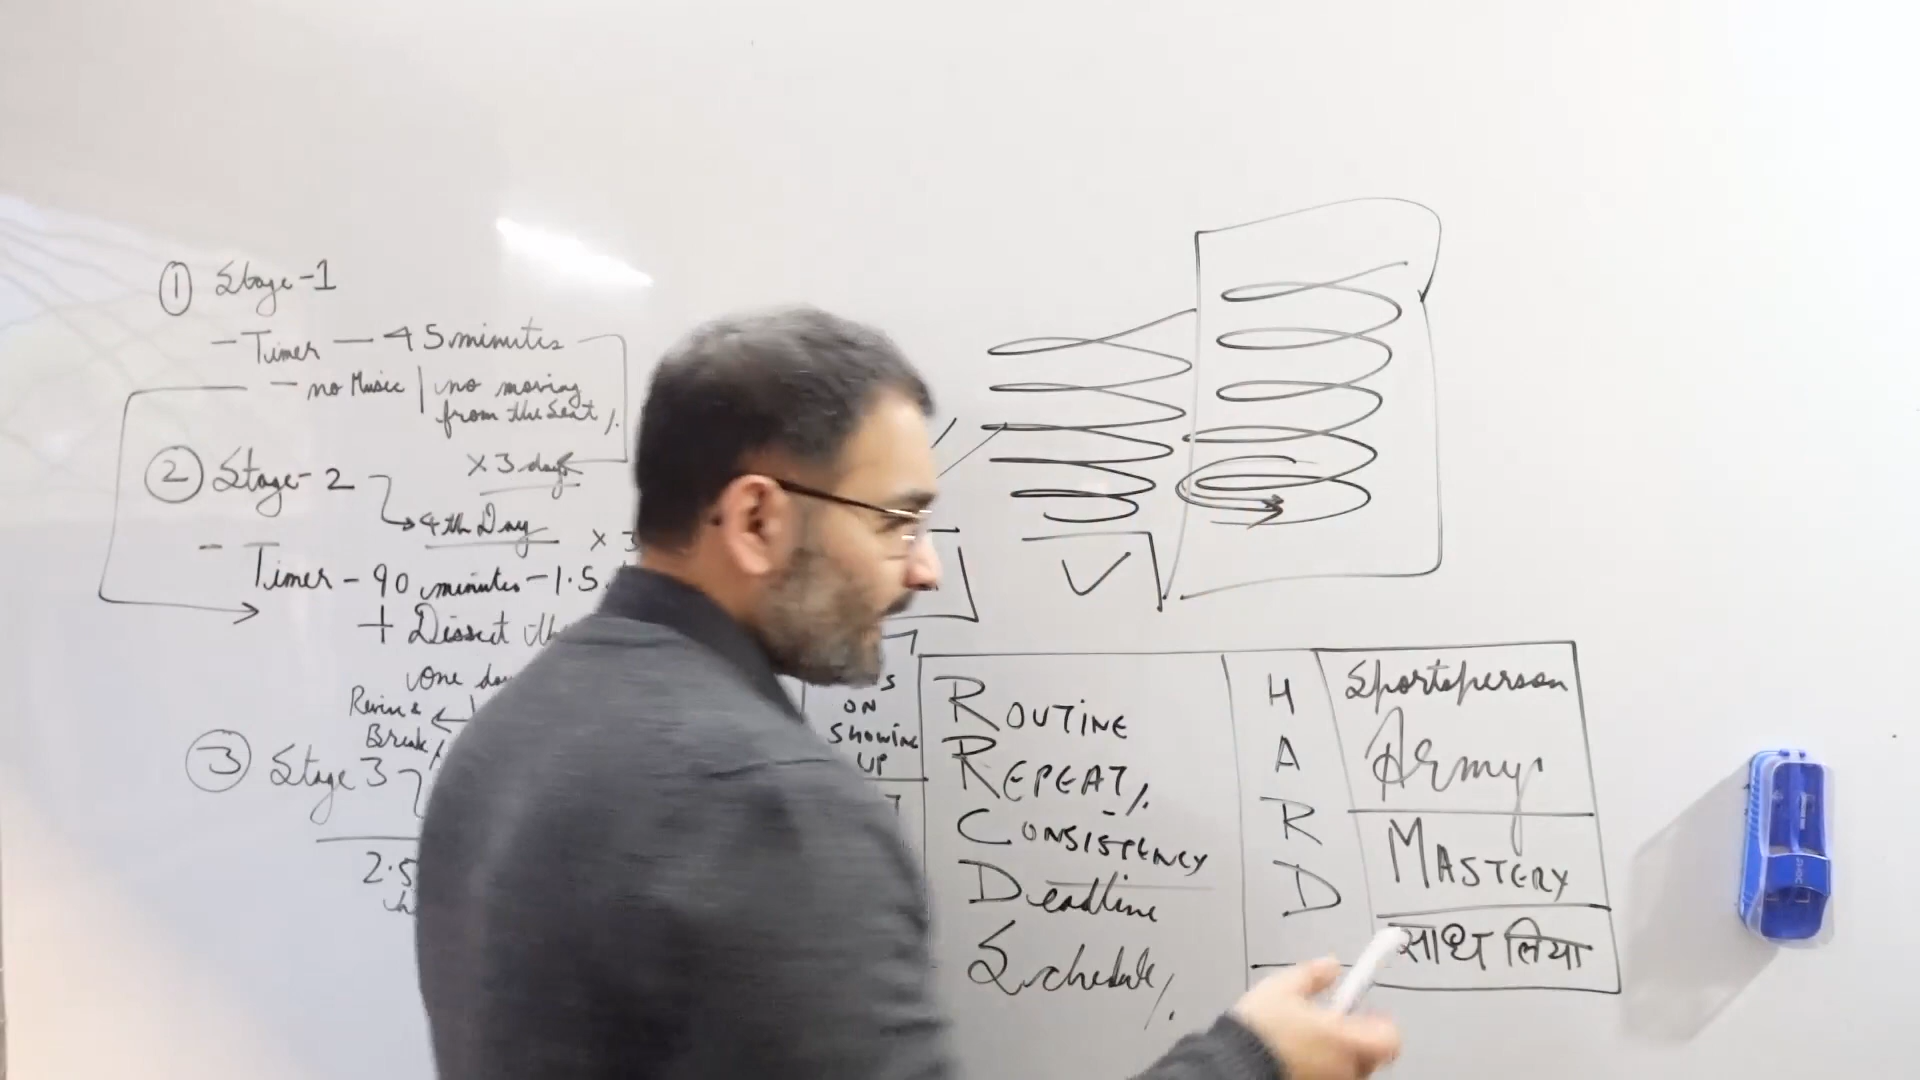 ① Stage-1
- Timer - 45 minutes
- no Music | no moving
from the seat/.
× 3 days
② Stage-2
4th Day × 3
- Timer - 90 minutes - 1.5
+ Dissect
one
Revise
Break
③ Stage 3
2.5
ON
SHOWING
UP
ROUTINE
REPEAT/.
CONSISTENCY
Deadline
Schedule/.
HARD
Sportsperson
Army
MASTERY
साध लिया